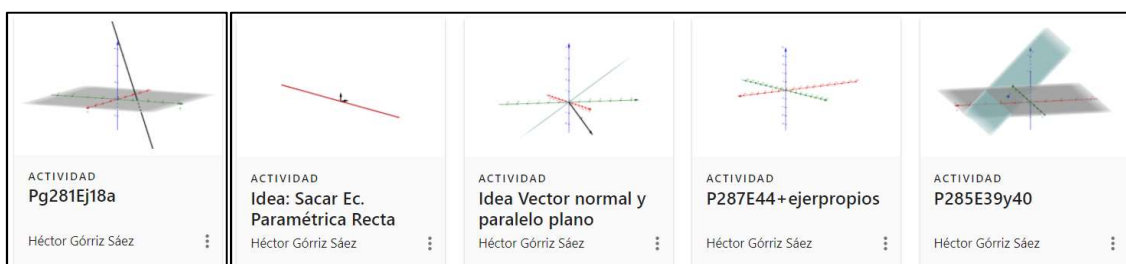 ACTIVIDAD
Pg281Ej18a
Héctor Górriz Sáez
ACTIVIDAD
Idea: Sacar Ec.
Paramétrica Recta
Héctor Górriz Sáez
ACTIVIDAD
Idea Vector normal y
paralelo plano
Héctor Górriz Sáez
ACTIVIDAD
P287E44+ejerpropios
Héctor Górriz Sáez
ACTIVIDAD
P285E39y40
Héctor Górriz Sáez